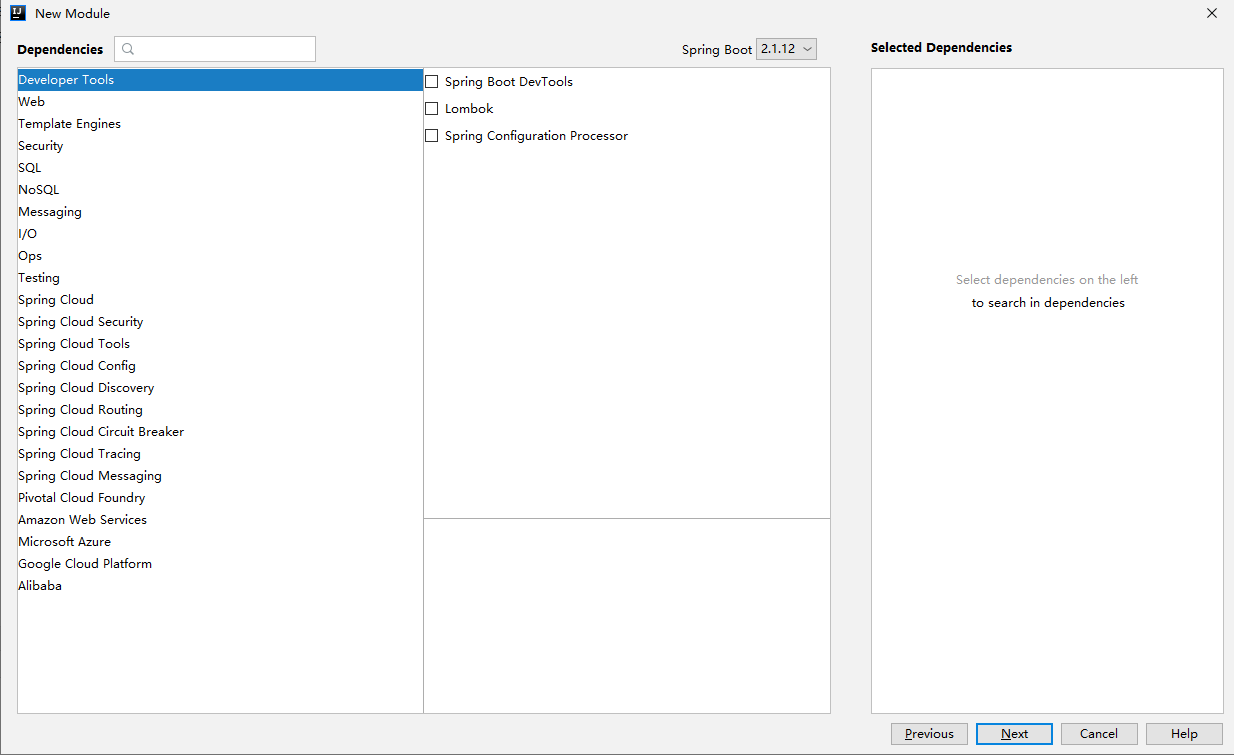 New Module
Dependencies
Spring Boot 2.1.12
Selected Dependencies
Developer Tools
Web
Template Engines
Security
SQL
NoSQL
Messaging
I/O
Ops
Testing
Spring Cloud
Spring Cloud Security
Spring Cloud Tools
Spring Cloud Config
Spring Cloud Discovery
Spring Cloud Routing
Spring Cloud Circuit Breaker
Spring Cloud Tracing
Spring Cloud Messaging
Pivotal Cloud Foundry
Amazon Web Services
Microsoft Azure
Google Cloud Platform
Alibaba
Spring Boot DevTools
Lombok
Spring Configuration Processor
Select dependencies on the left
to search in dependencies
Previous
Next
Cancel
Help